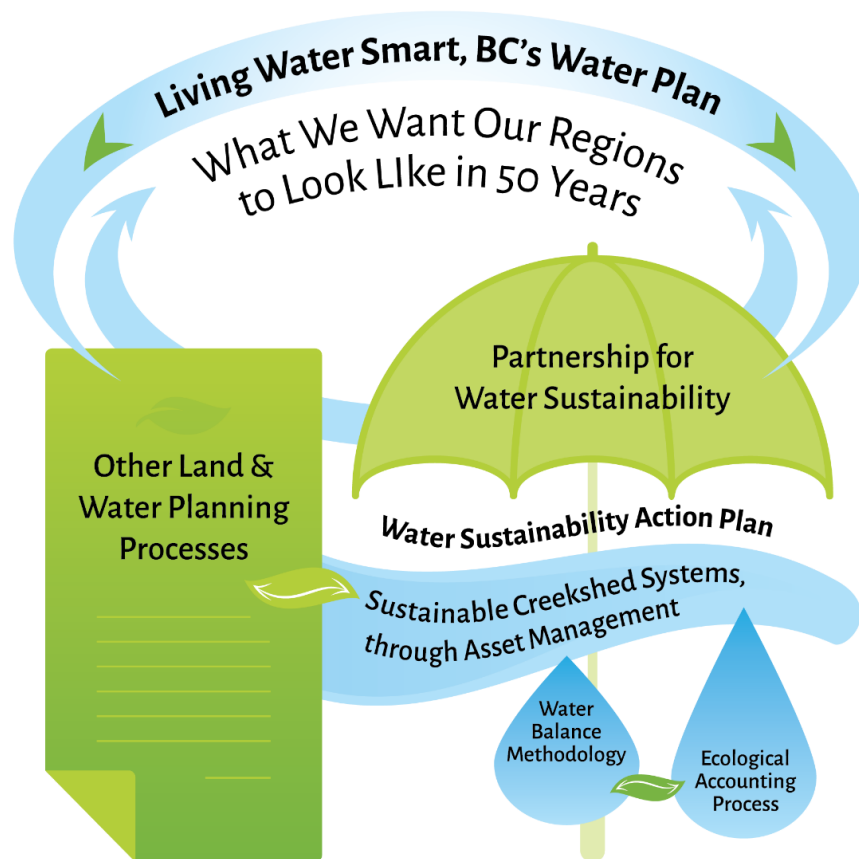 Living Water Smart, BC's Water Plan
What We Want Our Regions
to Look LIke in 50 Years
Partnership for
Water Sustainability
Other Land &
Water Planning
Processes
Water Sustainability Action Plan
Sustainable Creekshed Systems,
through Asset Management
Water
Balance
Methodology
Ecological
Accounting
Process